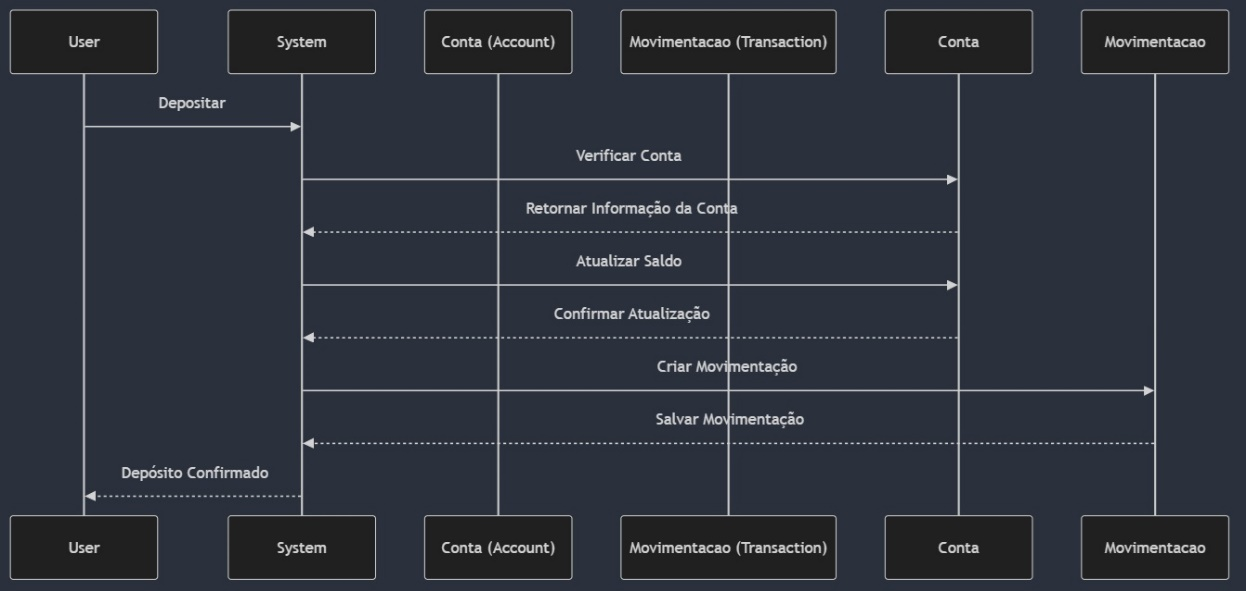 User
System
Conta (Account)
Movimentacao (Transaction)
Conta
Movimentacao
Depositar
Verificar Conta
Retornar Informação da Conta
Atualizar Saldo
Confirmar Atualização
Criar Movimentação
Salvar Movimentação
Depósito Confirmado
User
System
Conta (Account)
Movimentacao (Transaction)
Conta
Movimentacao